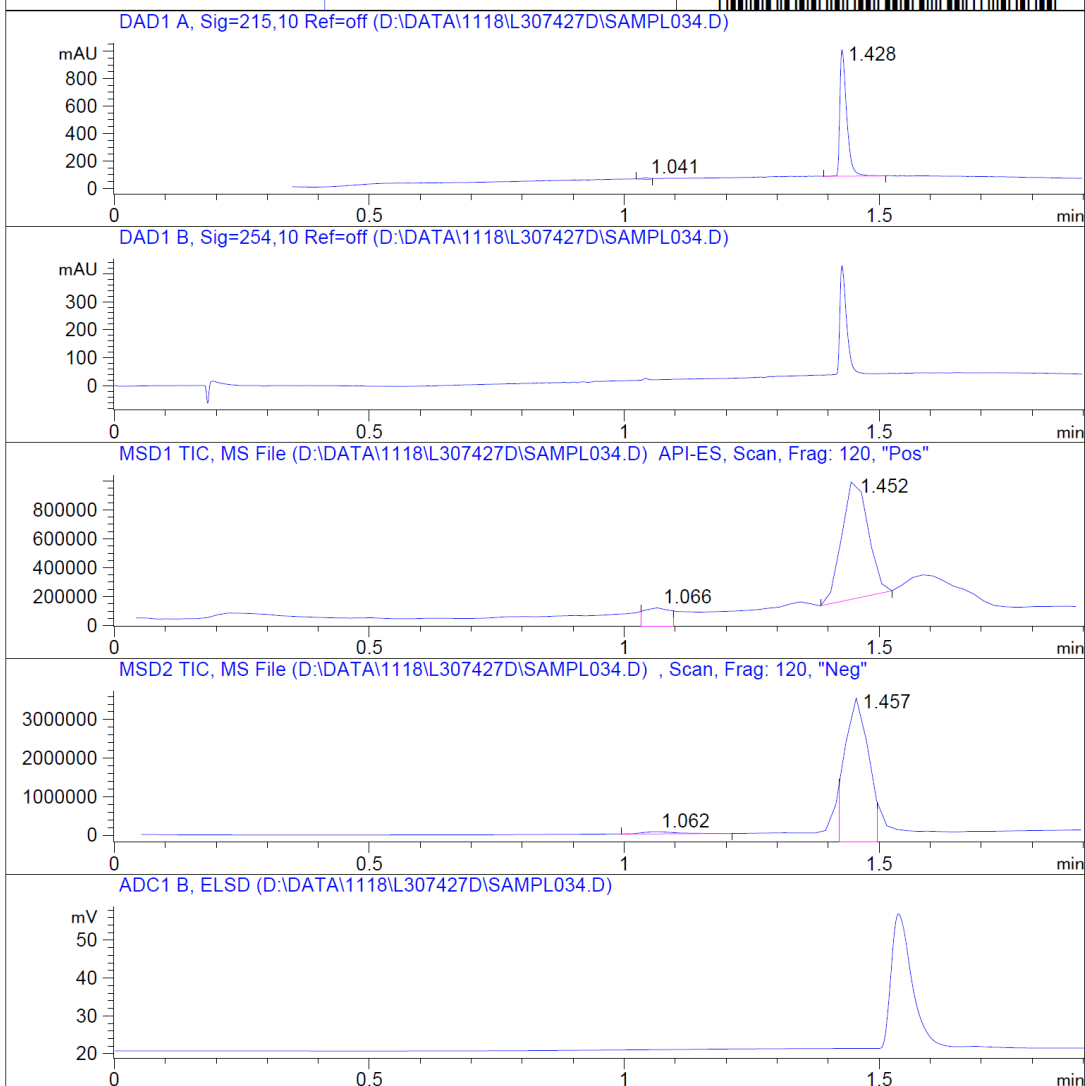 DAD1 A, Sig=215,10 Ref=off (D:\DATA\1118\L307427D\SAMPL034.D)
mAU
1.428
800
600
400
200
1.041
0
0 0.5 1 1.5 min
DAD1 B, Sig=254,10 Ref=off (D:\DATA\1118\L307427D\SAMPL034.D)
mAU
300
200
100
0
0 0.5 1 1.5 min
MSD1 TIC, MS File (D:\DATA\1118\L307427D\SAMPL034.D) API-ES, Scan, Frag: 120, "Pos"
1.452
800000
600000
400000
200000
1.066
0
0 0.5 1 1.5 min
MSD2 TIC, MS File (D:\DATA\1118\L307427D\SAMPL034.D) , Scan, Frag: 120, "Neg"
1.457
3000000
2000000
1000000
1.062
0
0 0.5 1 1.5 min
ADC1 B, ELSD (D:\DATA\1118\L307427D\SAMPL034.D)
mV
50
40
30
20
0 0.5 1 1.5 min